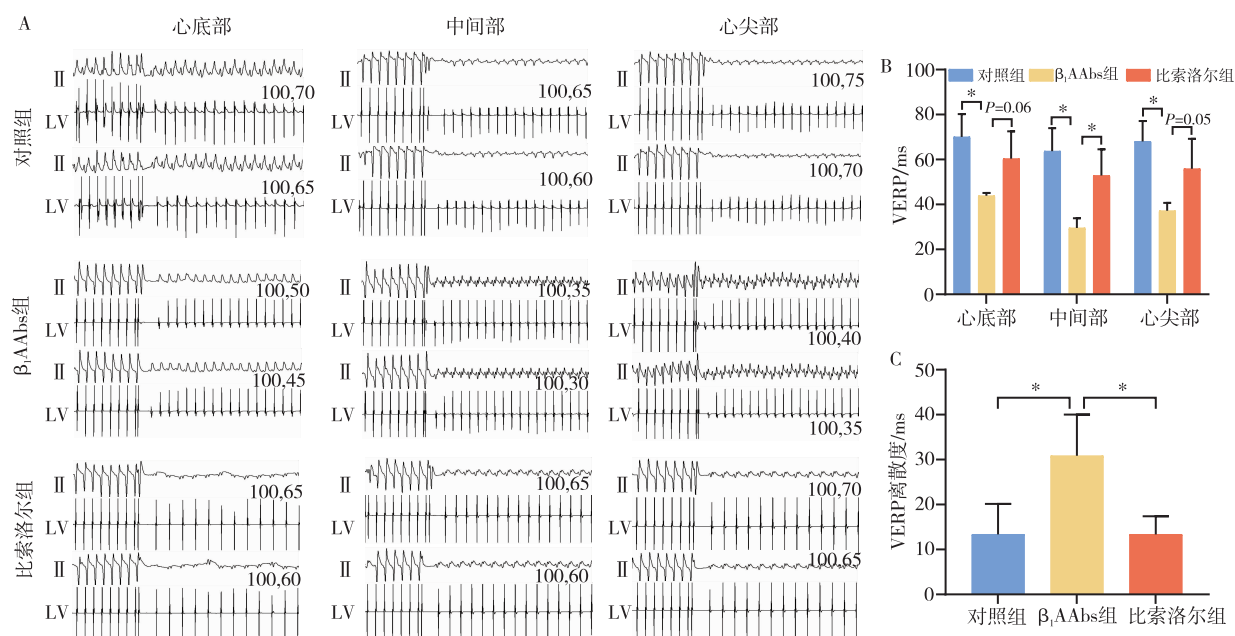 A
心底部
中间部
心尖部
对照组
Ⅱ
100,70
LV
Ⅱ
100,65
LV
100,65
100,60
Ⅱ
100,75
LV
Ⅱ
100,70
LV
Ⅱ
LV
Ⅱ
LV
β₁AAbs组
Ⅱ
100,50
LV
Ⅱ
100,45
LV
Ⅱ
100,35
LV
Ⅱ
100,30
LV
Ⅱ
LV
100,40
Ⅱ
LV
100,35
比索洛尔组
Ⅱ
100,65
LV
Ⅱ
100,60
LV
Ⅱ
100,65
LV
Ⅱ
100,60
LV
Ⅱ
100,70
LV
100,65
Ⅱ
LV
B
对照组 β₁AAbs组 比索洛尔组
VERP/ms
100
80
60
40
20
0
* P=0.06
* *
* P=0.05
心底部 中间部 心尖部
C
VERP离散度/ms
50
40
30
20
10
0
* *
对照组 β₁AAbs组 比索洛尔组